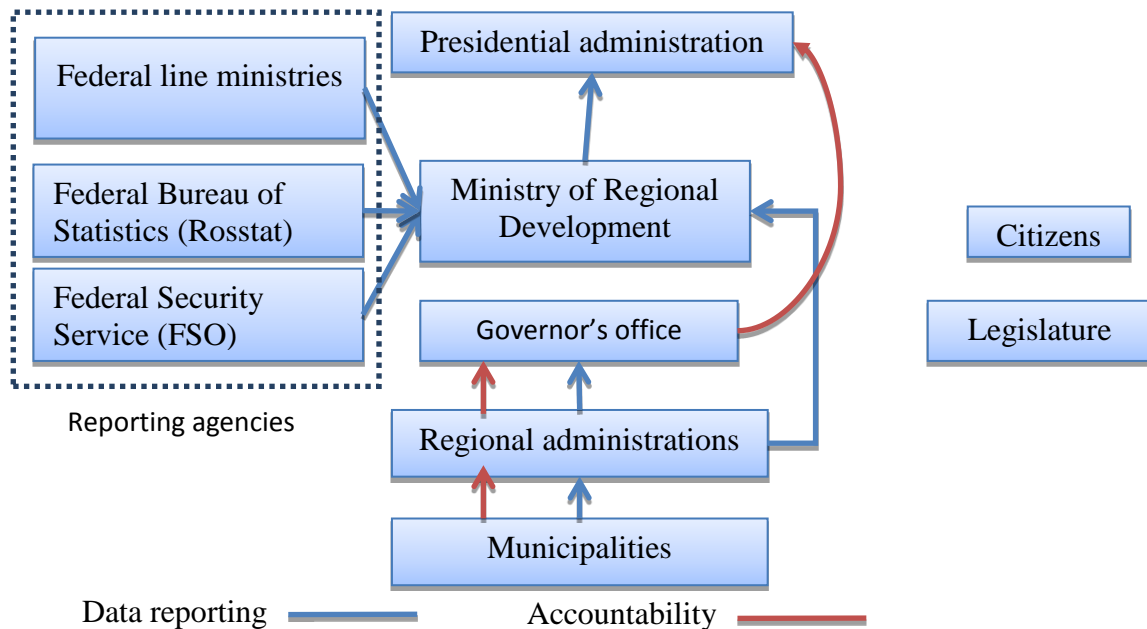 Presidential administration
Federal line ministries
Federal Bureau of
Statistics (Rosstat)
Ministry of Regional
Development
Citizens
Federal Security
Service (FSO)
Governor’s office
Legislature
Reporting agencies
Regional administrations
Municipalities
Data reporting
Accountability